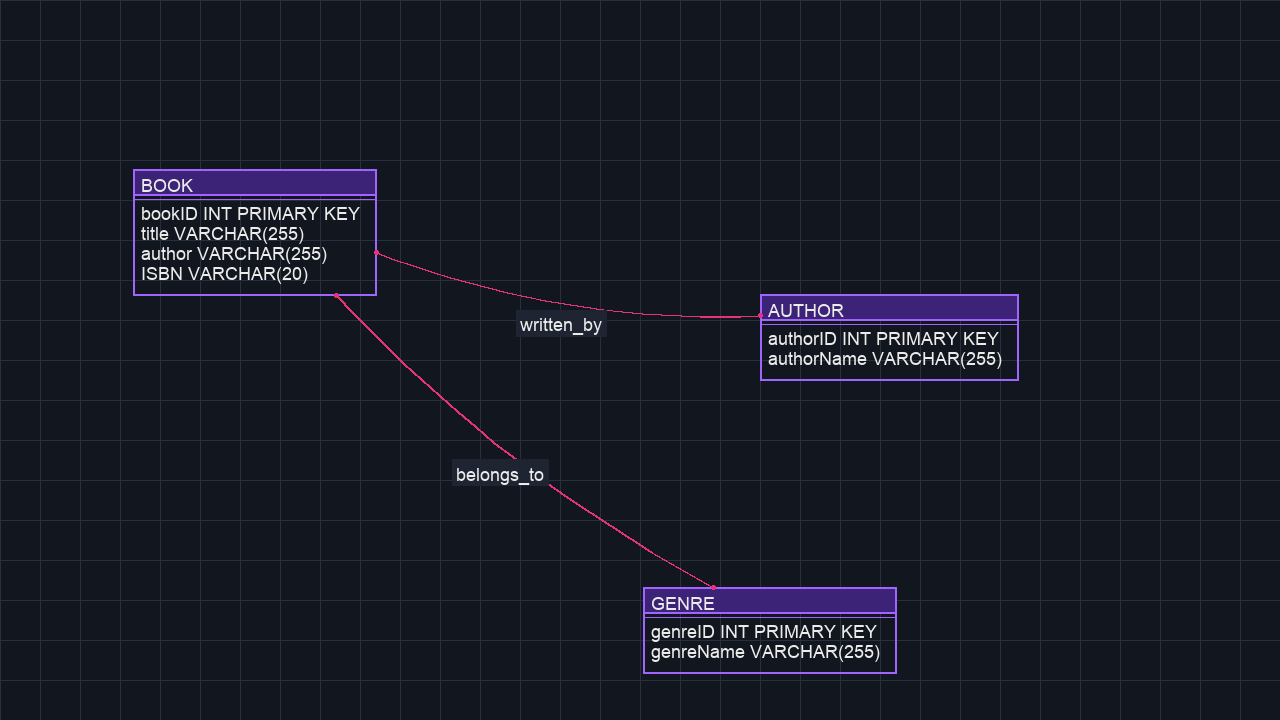 BOOK
bookID INT PRIMARY KEY
title VARCHAR(255)
author VARCHAR(255)
ISBN VARCHAR(20)
written_by
AUTHOR
authorID INT PRIMARY KEY
authorName VARCHAR(255)
belongs_to
GENRE
genreID INT PRIMARY KEY
genreName VARCHAR(255)